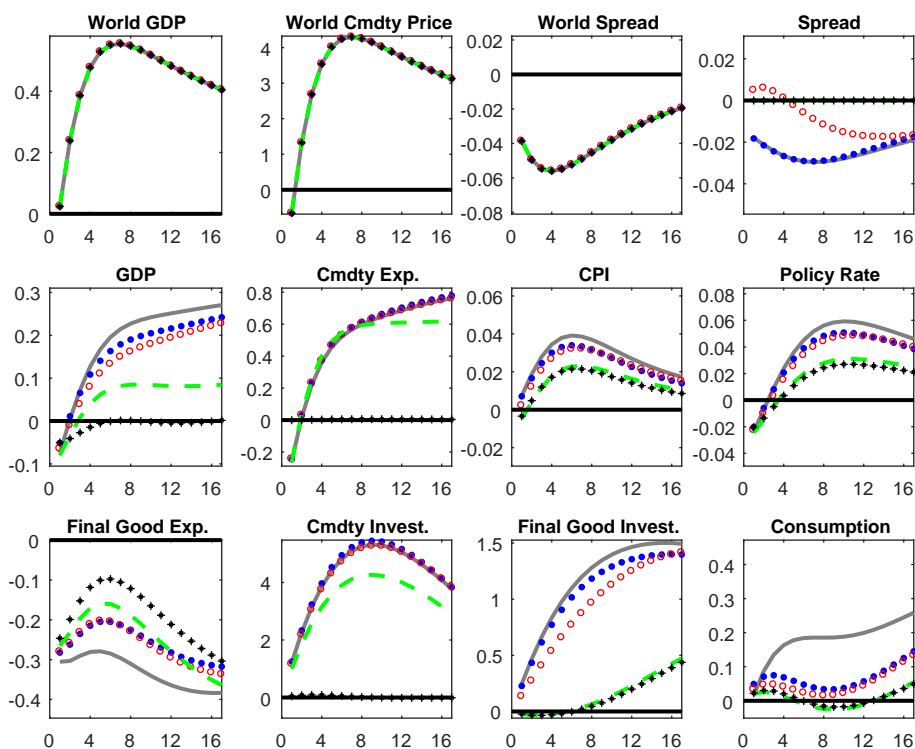 World GDP
World Cmdty Price
World Spread
Spread
0.4
0.2
0
0 4 8 12 16
4
3
2
1
0
0 4 8 12 16
0.02
0
-0.02
-0.04
-0.06
-0.08
0 4 8 12 16
0.02
0
-0.02
-0.04
0 4 8 12 16
GDP
Cmdty Exp.
CPI
Policy Rate
0.3
0.2
0.1
0
-0.1
0 4 8 12 16
0.8
0.6
0.4
0.2
0
-0.2
0 4 8 12 16
0.06
0.04
0.02
0
0.02
0 4 8 12 16
0.08
0.06
0.04
0.02
0
-0.02
-0.04
0 4 8 12 16
Final Good Exp.
Cmdty Invest.
Final Good Invest.
Consumption
0
-0.1
-0.2
-0.3
-0.4
0 4 8 12 16
6
4
2
0
0 4 8 12 16
1.5
1
0.5
0
0 4 8 12 16
0.4
0.3
0.2
0.1
0
0 4 8 12 16